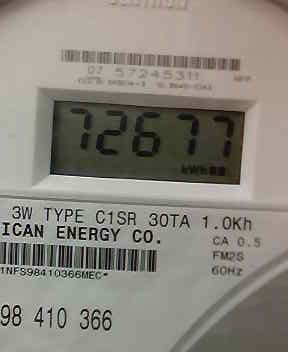 07 57245311
72677
kWh
3W TYPE C1SR 30TA 1.0Kh
ICAN ENERGY CO.
CA 0.5
FM2S
60Hz
1NFS98410366MEC*
98 410 366